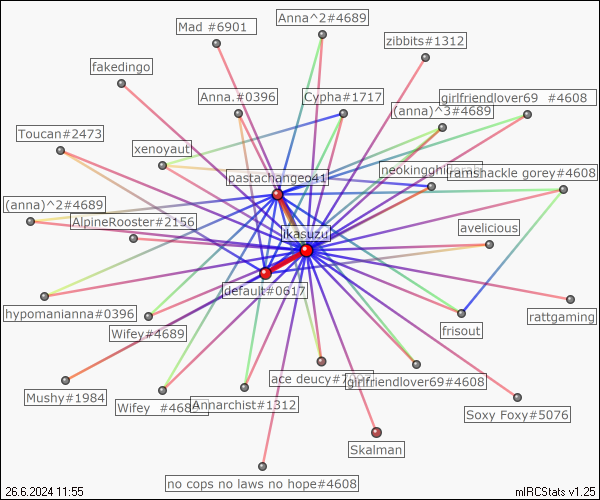 Anna^2#4689
Mad #6901
zibbits#1312
fakedingo
Anna.#0396
Cypha#1717
girlfriendlover69 #4608
(anna)^3#4689
Toucan#2473
xenoyaut
pastachangeo41
ramshackle gorey#4608
(anna)^2#4689
AlpineRooster#2156
ikasuzu
avelicious
default#0617
hypomanianna#0396
rattgaming
Wifey#4689
frisout
ace deucy
girlfriendlover69#4608
Mushy#1984
Wifey
Annarchist#1312
Soxy Foxy#5076
Skalman
no cops no laws no hope#4608
26.6.2024 11:55
mIRCStats v1.25